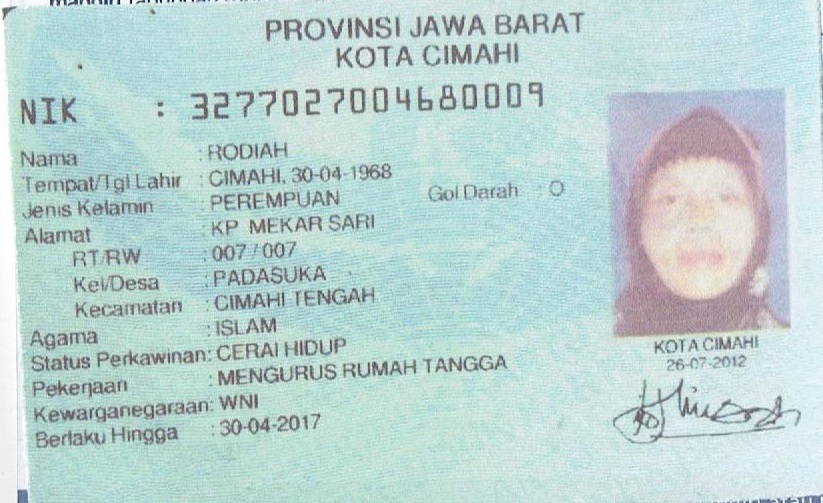 PROVINSI JAWA BARAT
KOTA CIMAHI
NIK : 3277027004680009
Nama : RODIAH
Tempat/Tgl Lahir : CIMAHI, 30-04-1968
Jenis Kelamin : PEREMPUAN Gol Darah : O
Alamat : KP MEKAR SARI
RT/RW : 007 / 007
Kel/Desa : PADASUKA
Kecamatan : CIMAHI TENGAH
Agama : ISLAM
Status Perkawinan: CERAI HIDUP
Pekerjaan : MENGURUS RUMAH TANGGA
Kewarganegaraan: WNI
Berlaku Hingga : 30-04-2017
KOTA CIMAHI
26-07-2012